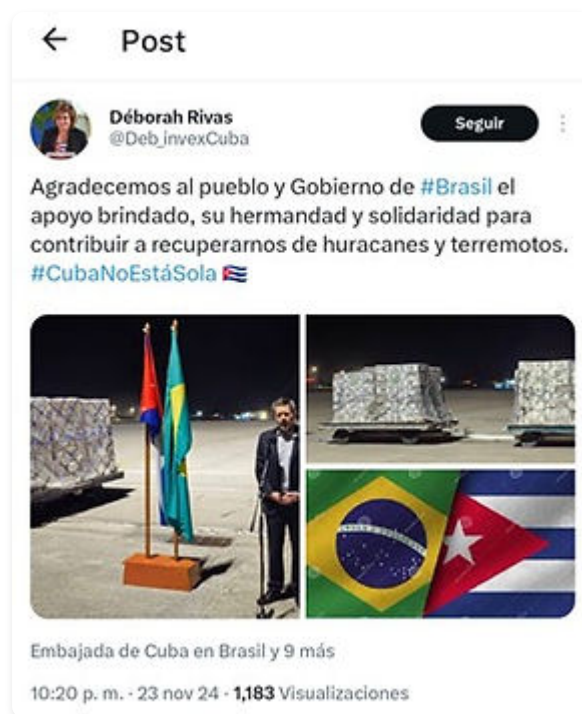 Post
Déborah Rivas
@Deb_invexCuba
Seguir
Agradecemos al pueblo y Gobierno de #Brasil el
apoyo brindado, su hermandad y solidaridad para
contribuir a recuperarnos de huracanes y terremotos.
#CubaNoEstáSola
Embajada de Cuba en Brasil y 9 más
10:20 p. m. · 23 nov 24 · 1,183 Visualizaciones